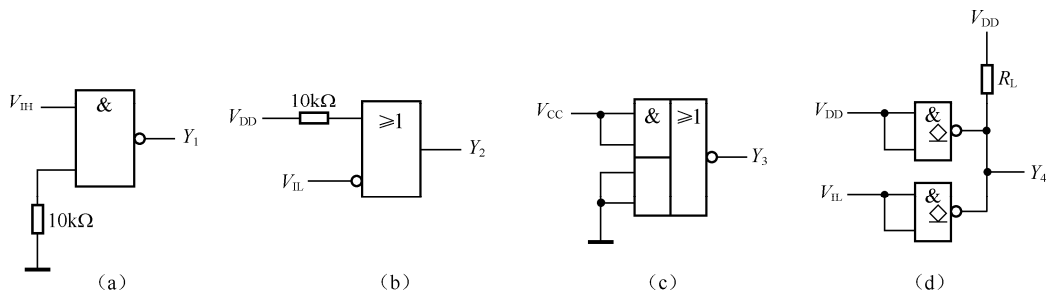 V_IH
&
Y_1
10kΩ
(a)
V_DD
10kΩ
≥1
V_IL
Y_2
(b)
V_CC
&
≥1
Y_3
(c)
V_DD
R_L
V_DD
&
V_IL
&
Y_4
(d)